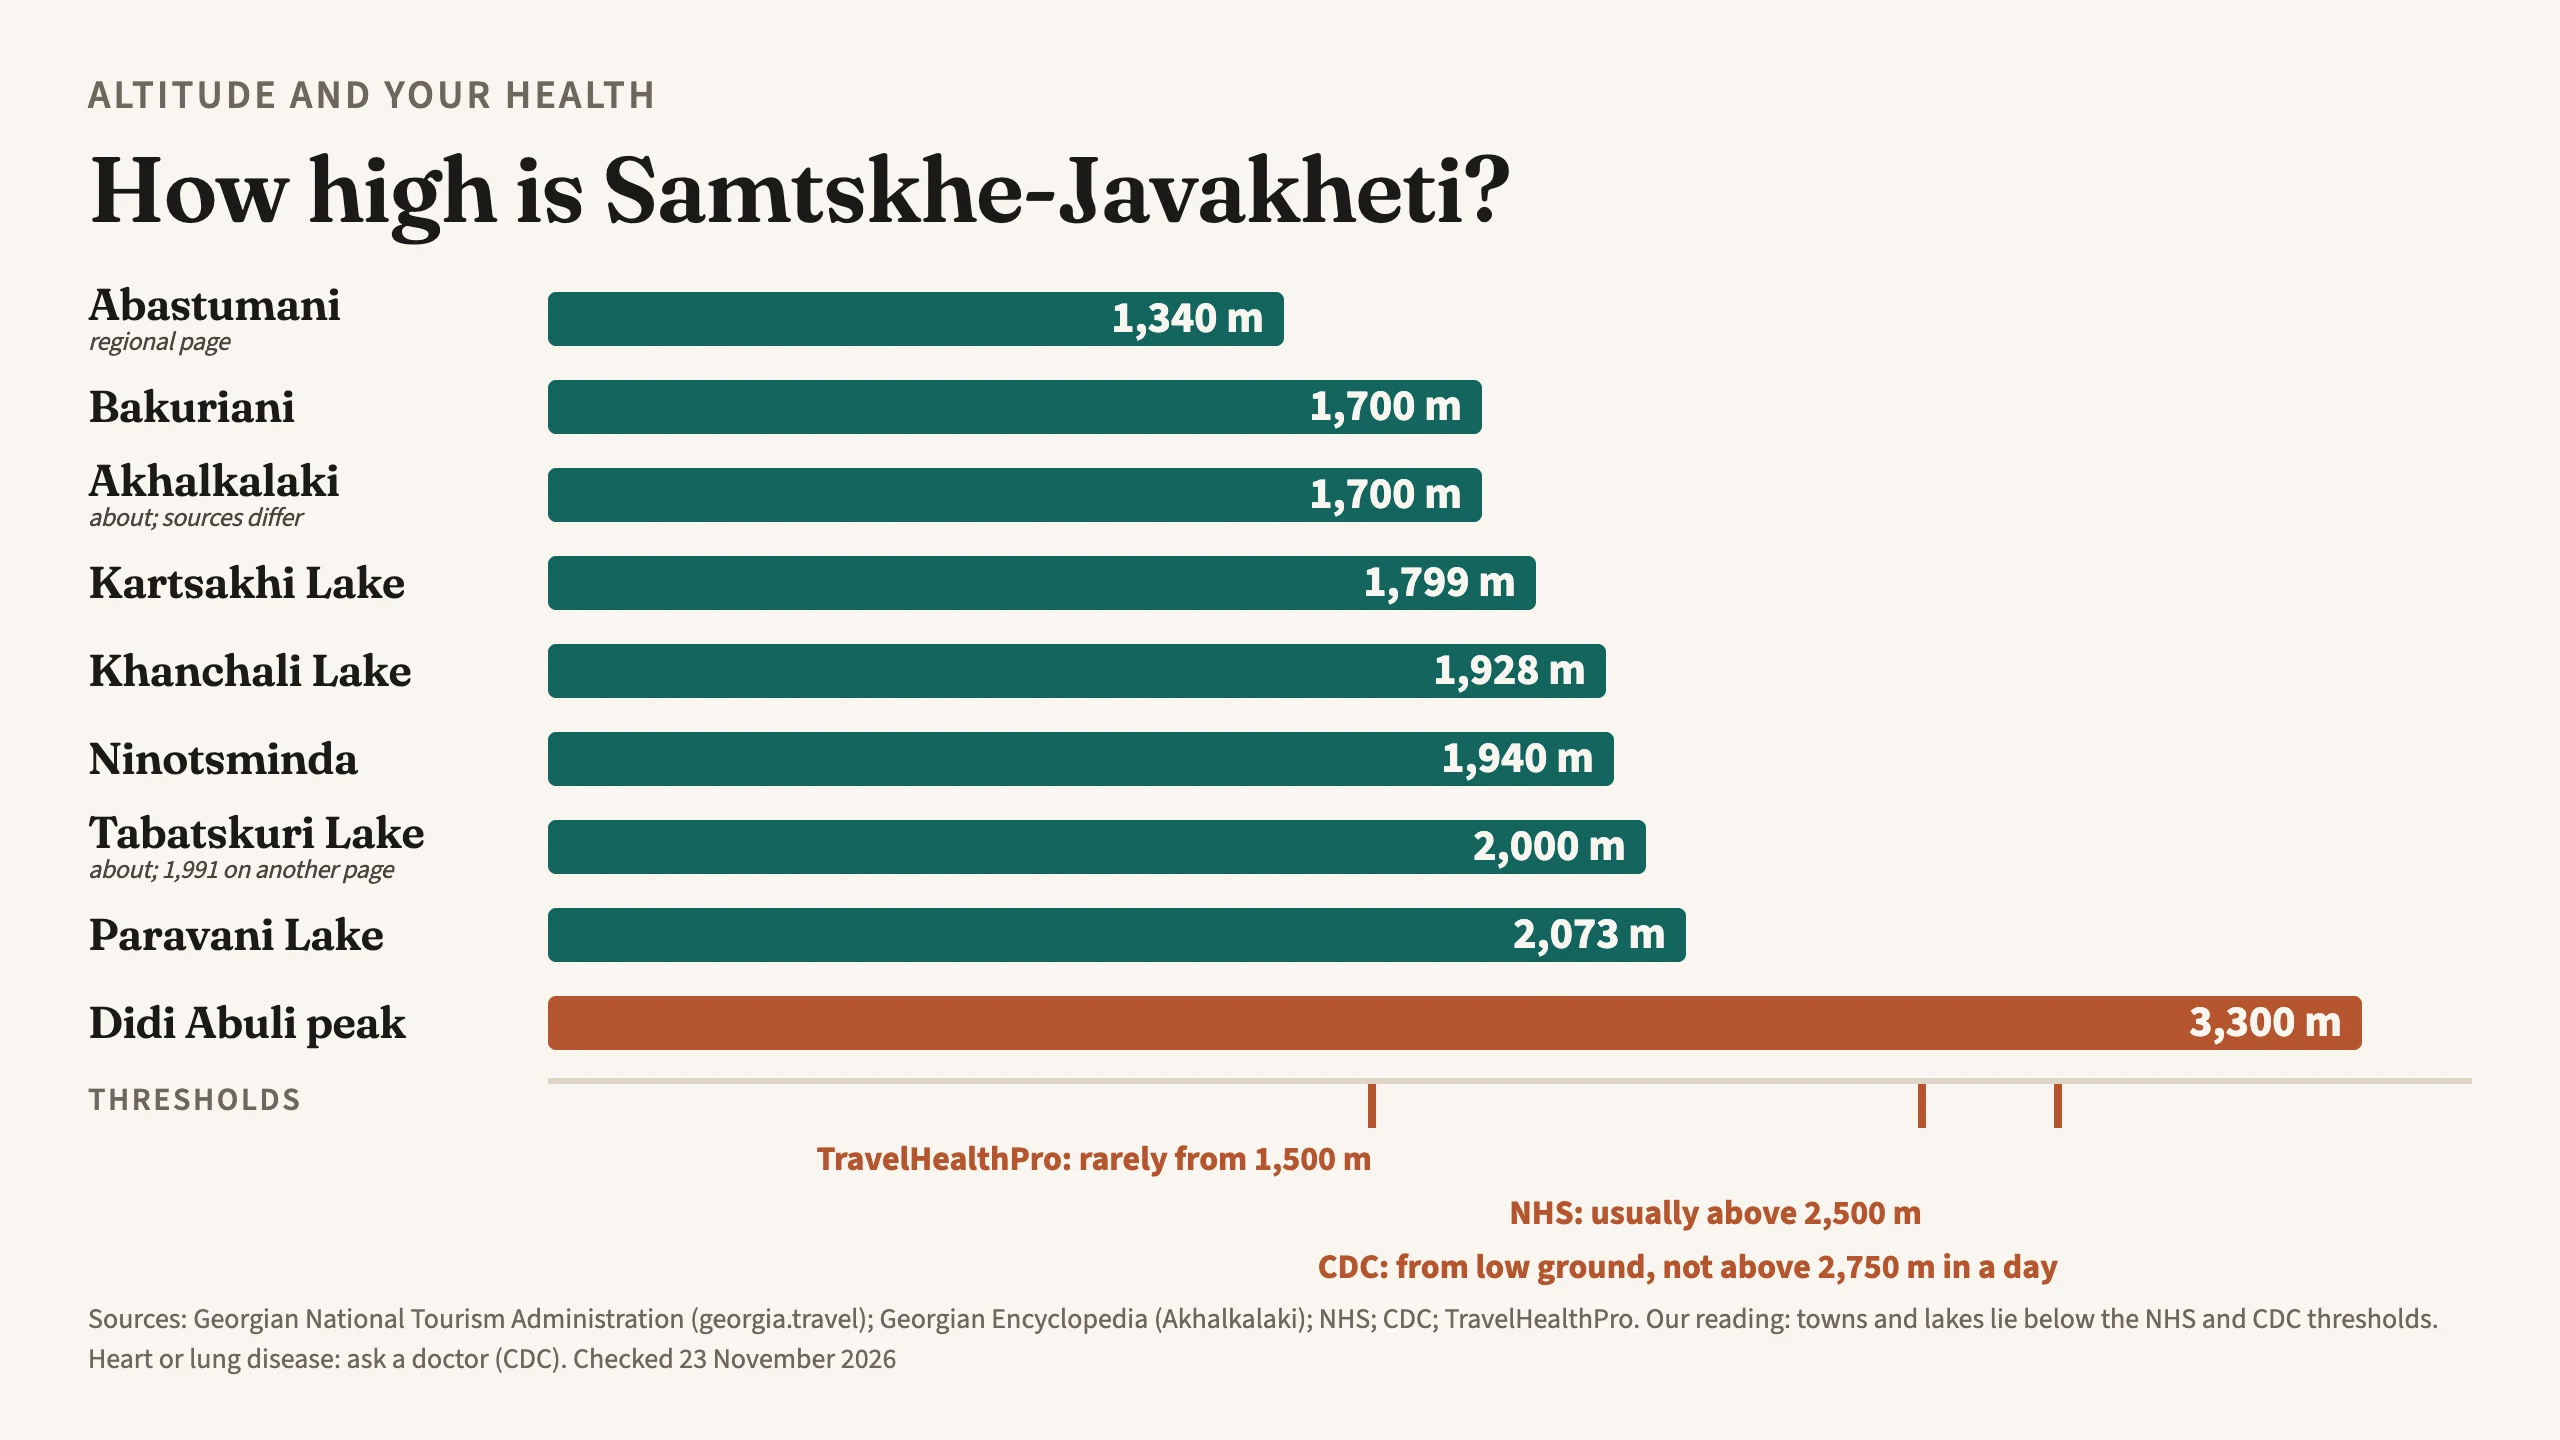 ALTITUDE AND YOUR HEALTH
How high is Samtskhe-Javakheti?
Abastumani
regional page
1,340 m
Bakuriani
1,700 m
Akhalkalaki
about; sources differ
1,700 m
Kartsakhi Lake
1,799 m
Khanchali Lake
1,928 m
Ninotsminda
1,940 m
Tabatskuri Lake
about; 1,991 on another page
2,000 m
Paravani Lake
2,073 m
Didi Abuli peak
3,300 m
THRESHOLDS
TravelHealthPro: rarely from 1,500 m
NHS: usually above 2,500 m
CDC: from low ground, not above 2,750 m in a day
Sources: Georgian National Tourism Administration (georgia.travel); Georgian Encyclopedia (Akhalkalaki); NHS; CDC; TravelHealthPro. Our reading: towns and lakes lie below the NHS and CDC thresholds.
Heart or lung disease: ask a doctor (CDC). Checked 23 November 2026